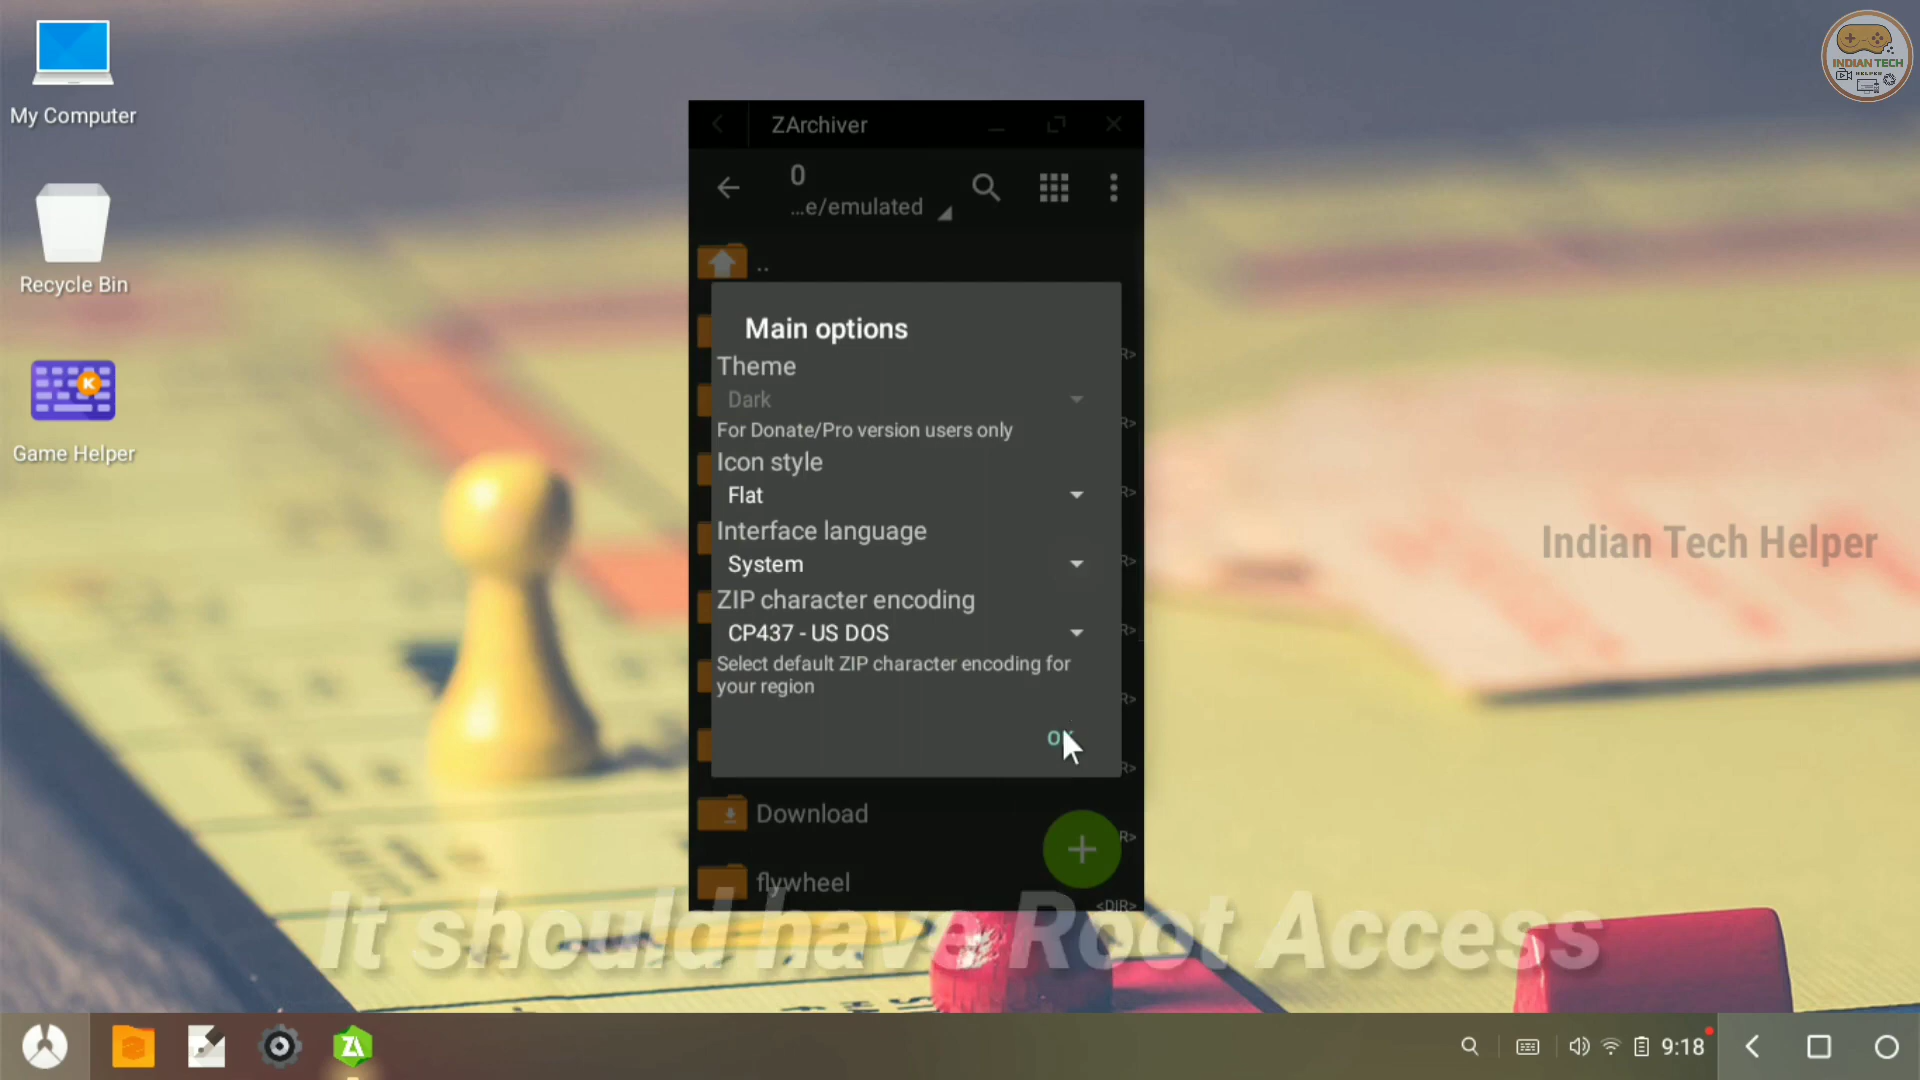 My Computer
Recycle Bin
Game Helper
INDIAN TECH
HELPER
ZArchiver
0
...e/emulated
..
Main options
Theme
Dark
For Donate/Pro version users only
Icon style
Flat
Interface language
System
ZIP character encoding
CP437 - US DOS
Select default ZIP character encoding for
your region
Download
flywheel
<DIR>
Indian Tech Helper
It should have Root Access
9:18